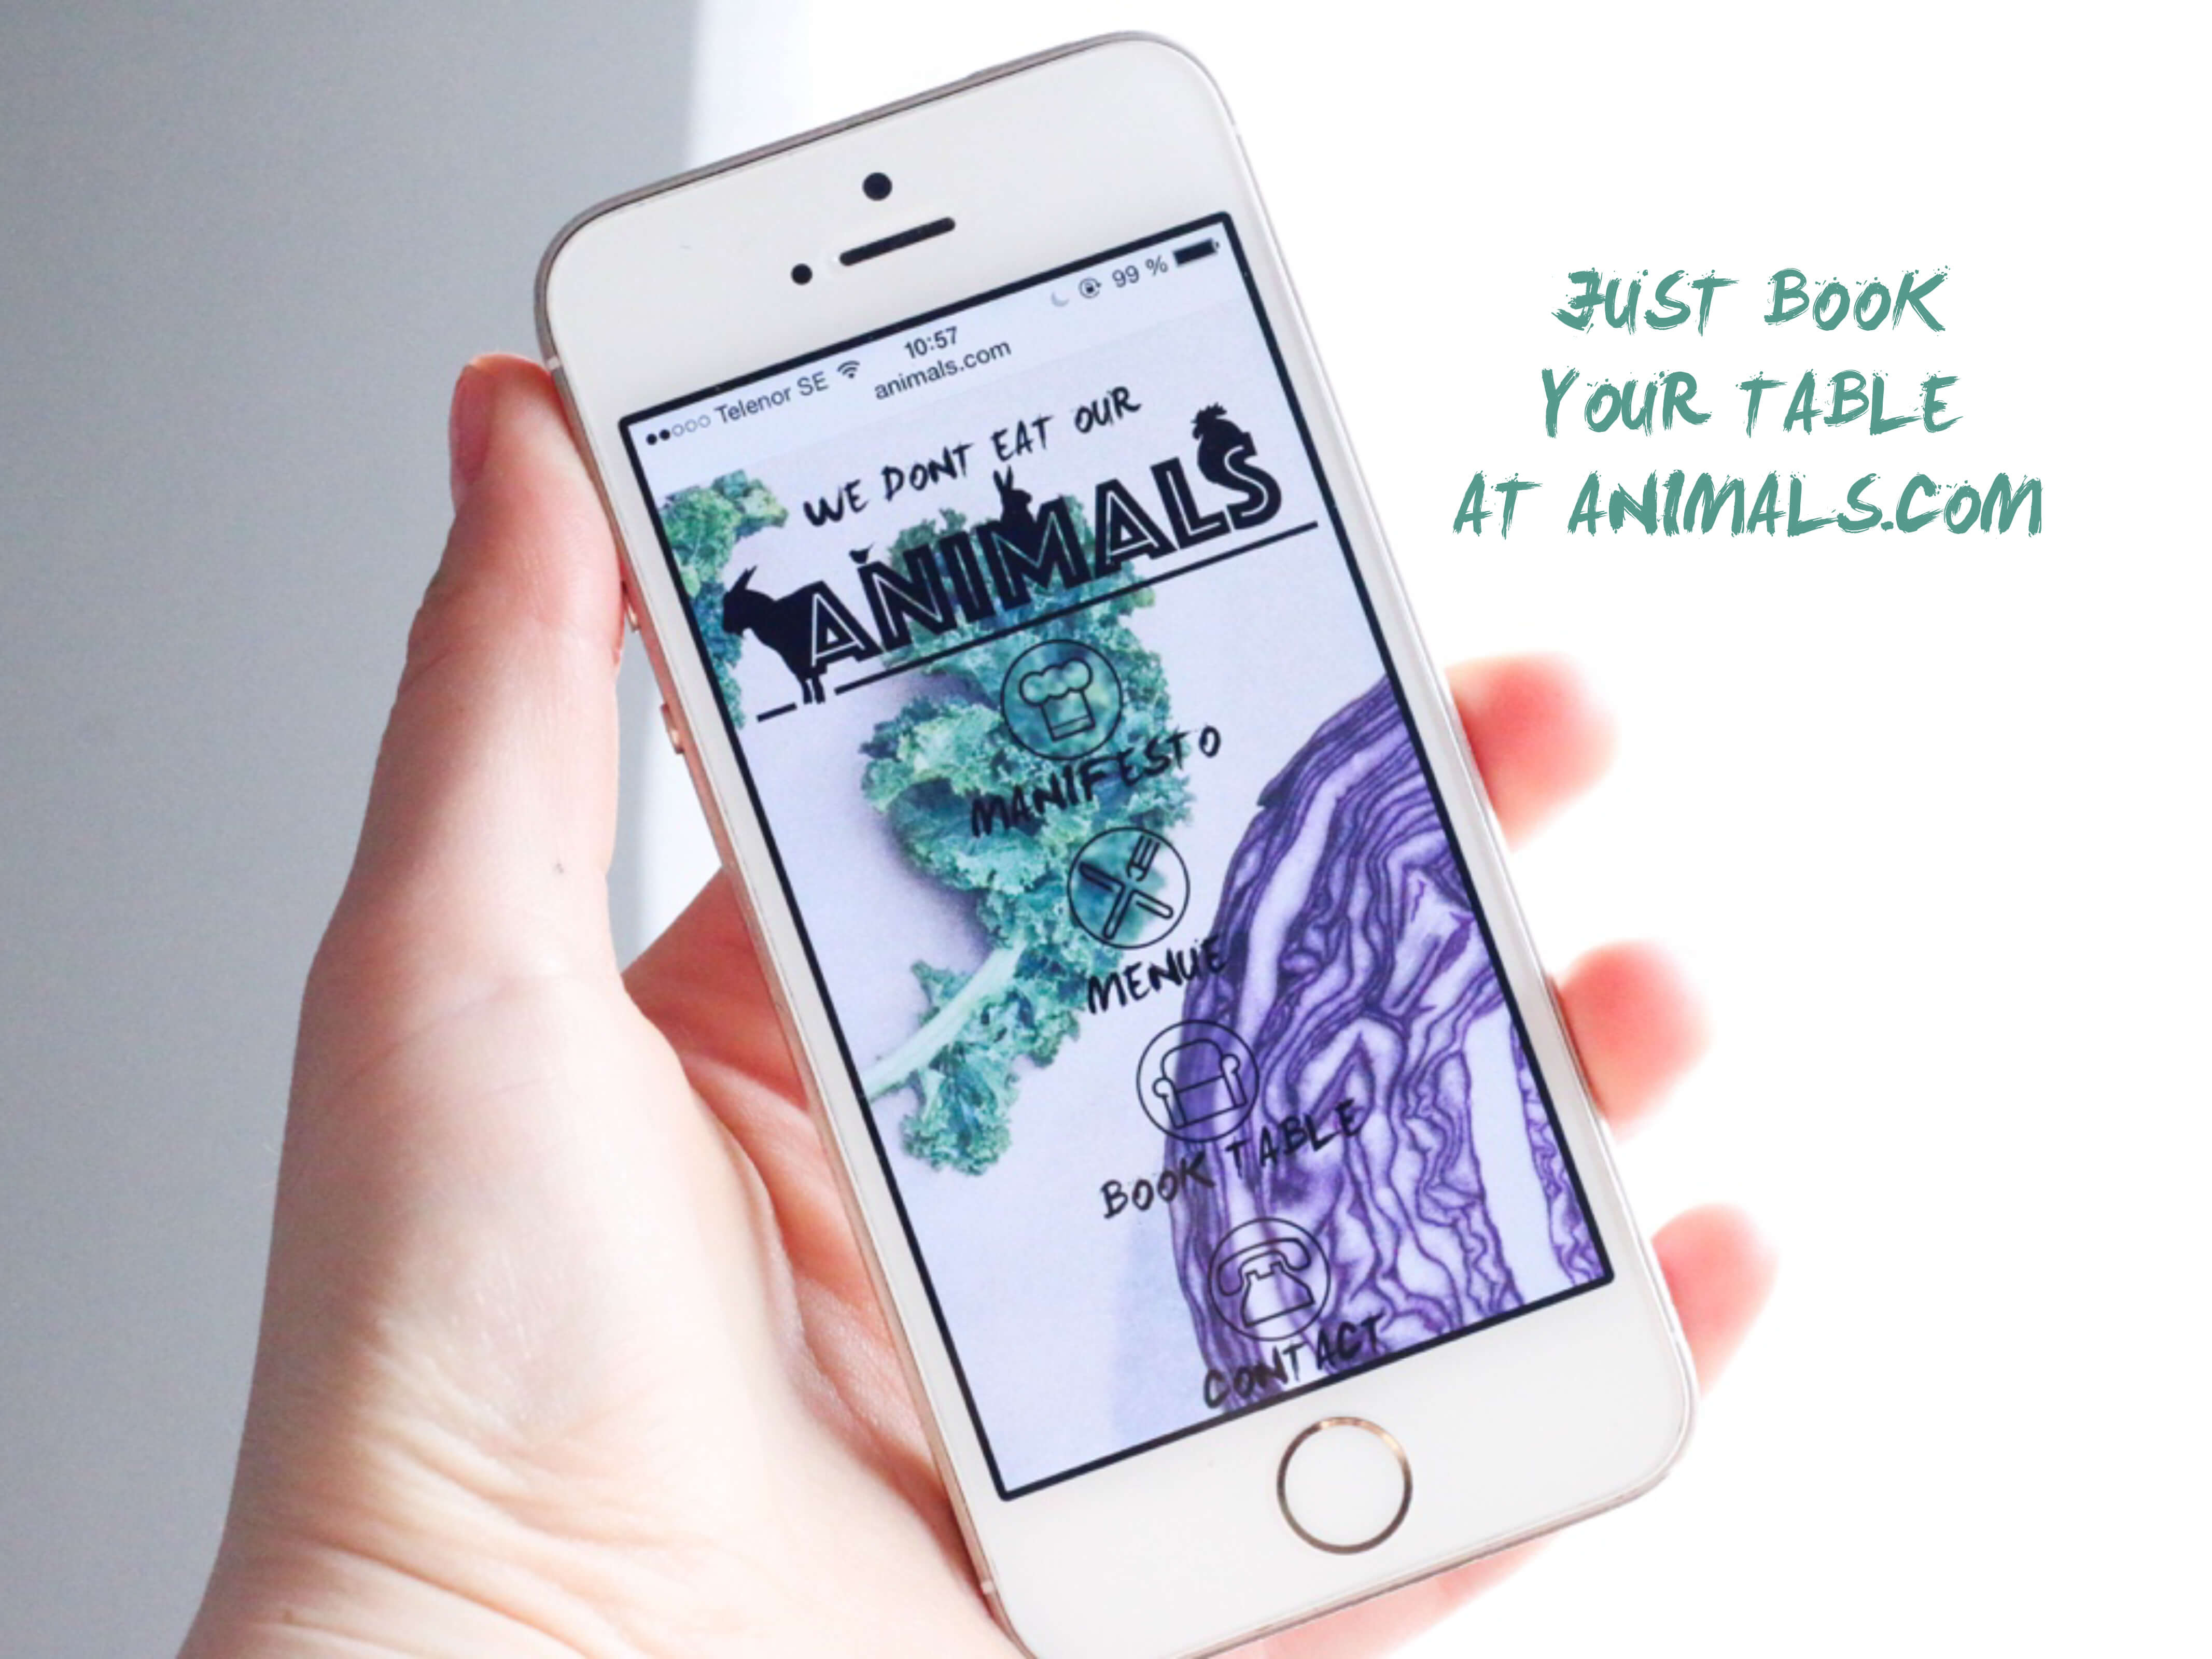 Telenor SE 10:57 99 %
animals.com
WE DONT EAT OUR
ANIMALS
MANIFESTO
MENUE
BOOK TABLE
CONTACT
JUST BOOK
YOUR TABLE
AT ANIMALS.COM